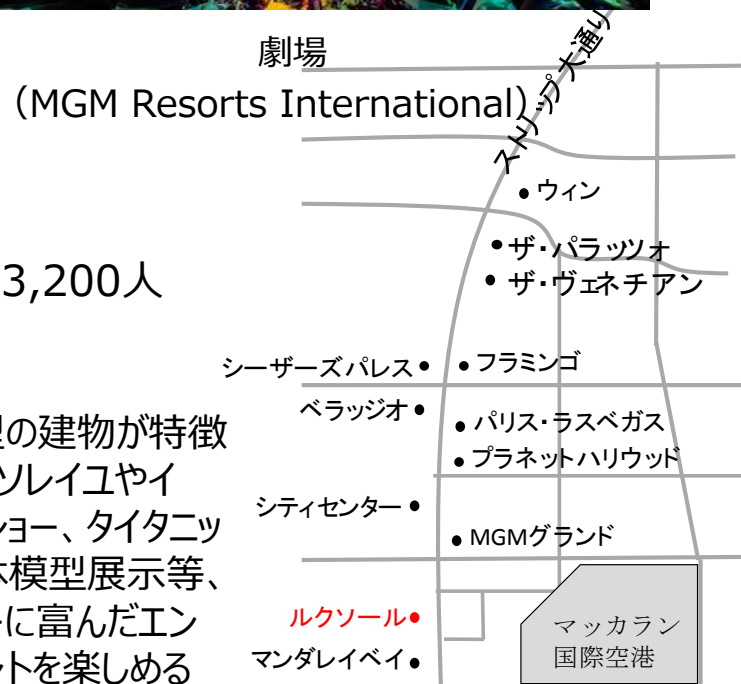 劇場
（MGM Resorts International）
3,200人
型の建物が特徴
ソレイユやイ
ショー、タイタニッ
体模型展示等、
に富んだエン
ントを楽しめる
ストリップ大通り
• ウィン
• ザ・パラッツォ
• ザ・ヴェネチアン
シーザーズパレス •
• フラミンゴ
ベラッジオ •
• パリス・ラスベガス
• プラネットハリウッド
シティセンター •
• MGMグランド
ルクソール•
マンダレイベイ •
マッカラン
国際空港